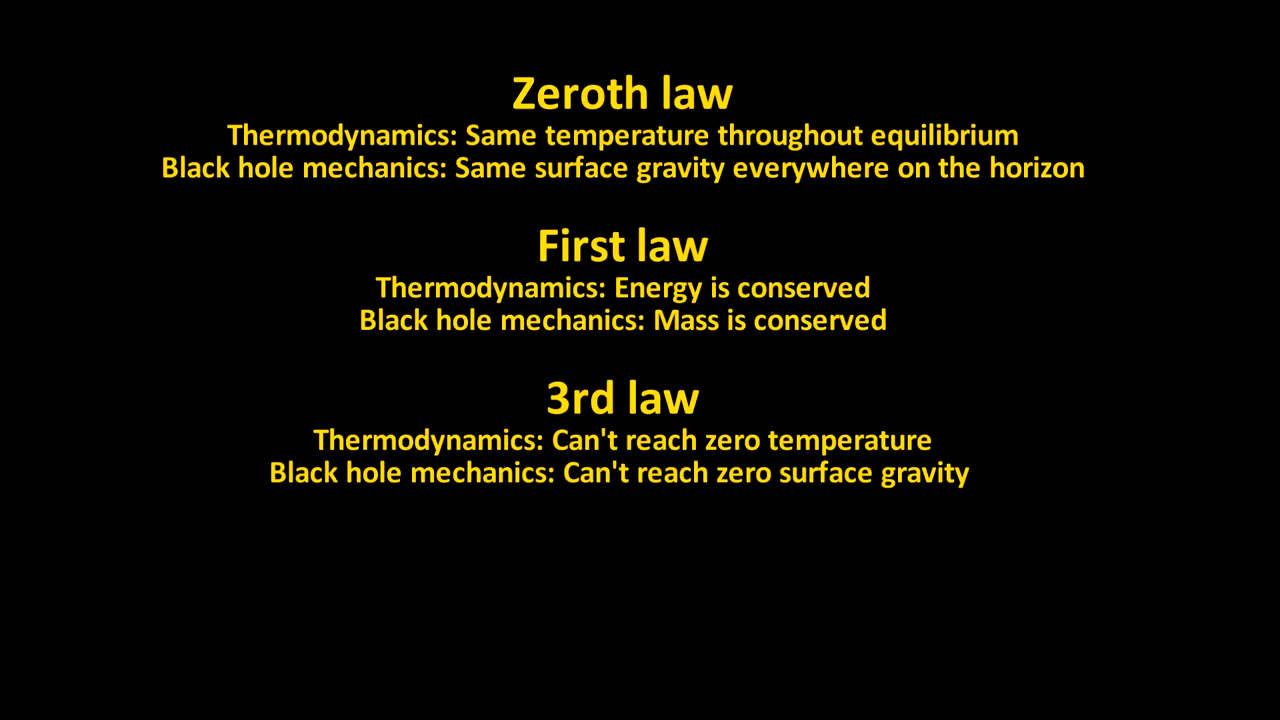 Zeroth law
Thermodynamics: Same temperature throughout equilibrium
Black hole mechanics: Same surface gravity everywhere on the horizon
First law
Thermodynamics: Energy is conserved
Black hole mechanics: Mass is conserved
3rd law
Thermodynamics: Can't reach zero temperature
Black hole mechanics: Can't reach zero surface gravity